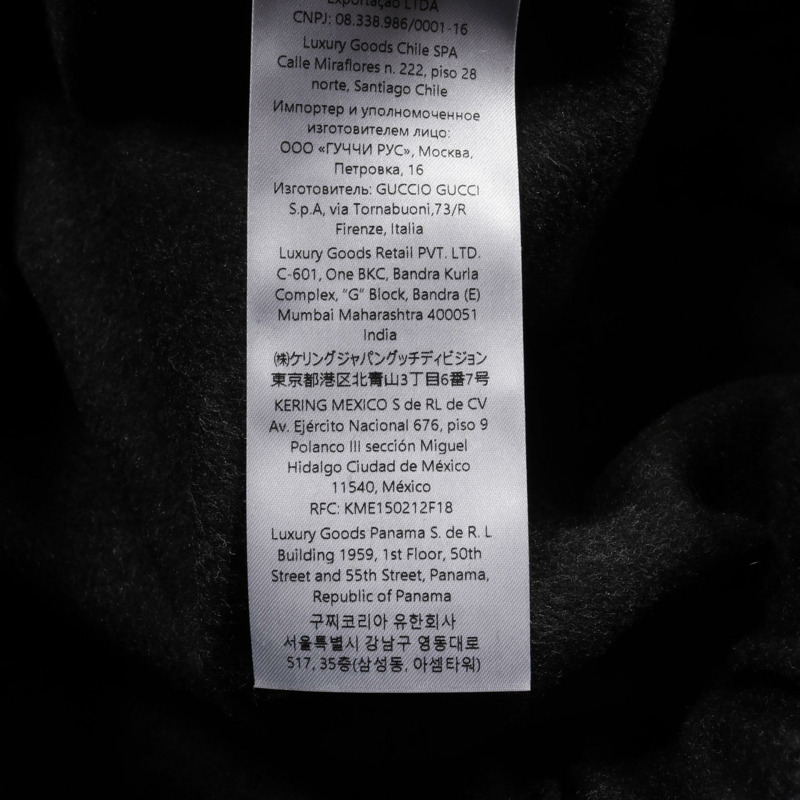 Exportação LTDA
CNPJ: 08.338.986/0001-16
Luxury Goods Chile SPA
Calle Miraflores n. 222, piso 28
norte, Santiago Chile
Импортер и уполномоченное
изготовителем лицо:
ООО «ГУЧЧИ РУС», Москва,
Петровка, 16
Изготовитель: GUCCIO GUCCI
S.p.A, via Tornabuoni,73/R
Firenze, Italia
Luxury Goods Retail PVT. LTD.
C-601, One BKC, Bandra Kurla
Complex, “G” Block, Bandra (E)
Mumbai Maharashtra 400051
India
㈱ケリングジャパングッチディビジョン
東京都港区北青山3丁目6番7号
KERING MEXICO S de RL de CV
Av. Ejército Nacional 676, piso 9
Polanco III sección Miguel
Hidalgo Ciudad de México
11540, México
RFC: KME150212F18
Luxury Goods Panama S. de R. L
Building 1959, 1st Floor, 50th
Street and 55th Street, Panama,
Republic of Panama
구찌코리아 유한회사
서울특별시 강남구 영동대로
517, 35층(삼성동, 아셈타워)